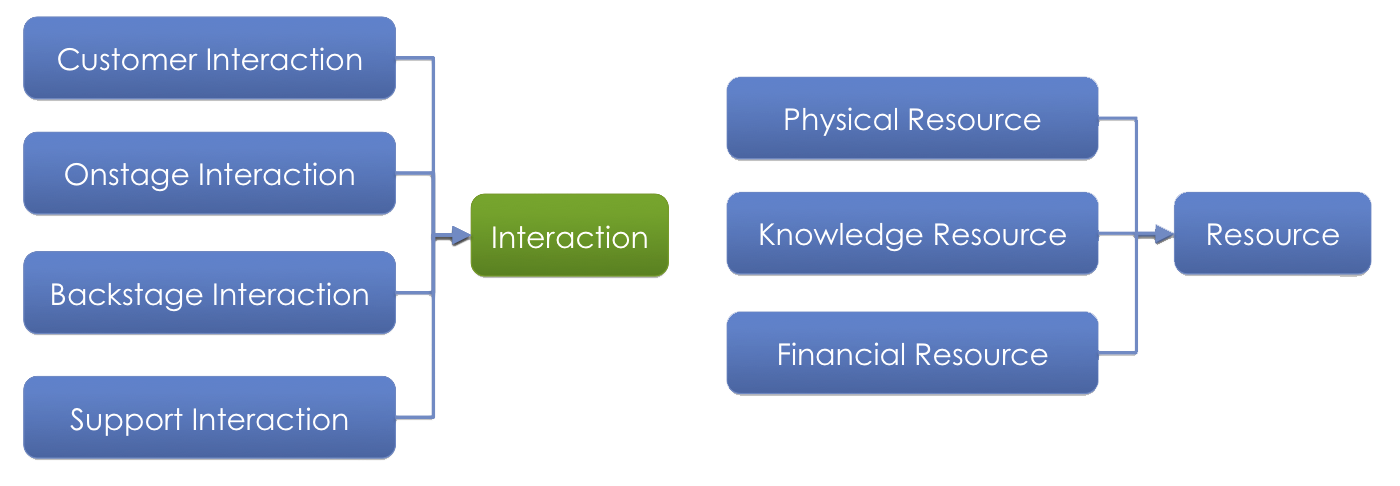 Customer Interaction
Onstage Interaction
Backstage Interaction
Support Interaction
Interaction
Physical Resource
Knowledge Resource
Financial Resource
Resource